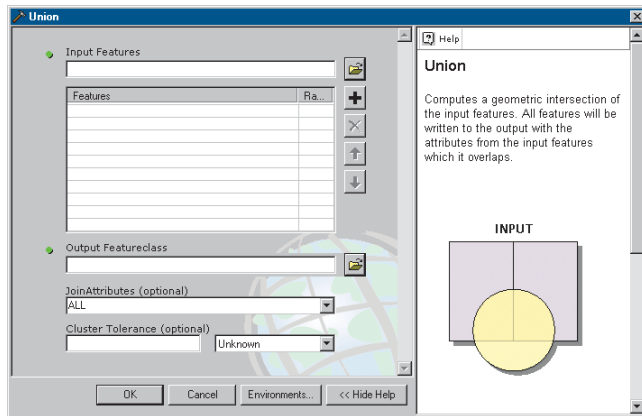 Union
Input Features
Features Ra...
Output Featureclass
JoinAttributes (optional)
ALL
Cluster Tolerance (optional)
Unknown
OK Cancel Environments... << Hide Help
Help
Union
Computes a geometric intersection of
the input features. All features will be
written to the output with the
attributes from the input features
which it overlaps.
INPUT